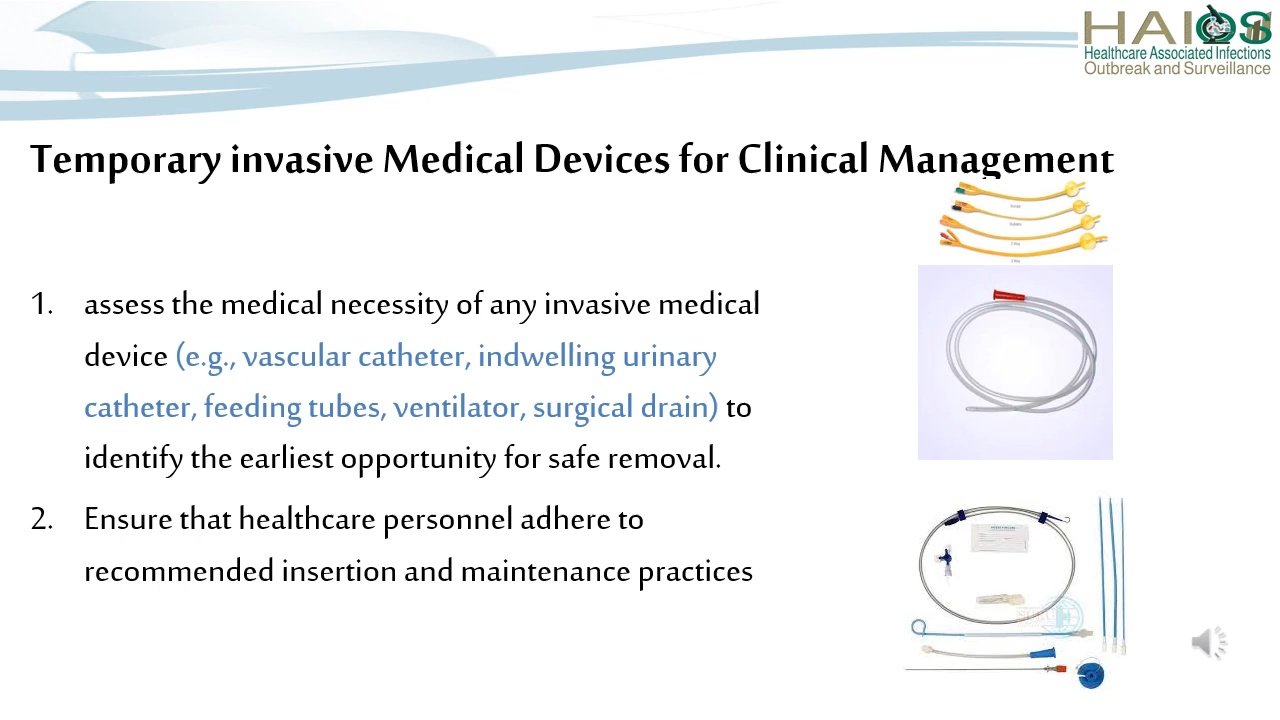 HAIOS
Healthcare Associated Infections
Outbreak and Surveillance
Temporary invasive Medical Devices for Clinical Management
1. assess the medical necessity of any invasive medical
device (e.g., vascular catheter, indwelling urinary
catheter, feeding tubes, ventilator, surgical drain) to
identify the earliest opportunity for safe removal.
2. Ensure that healthcare personnel adhere to
recommended insertion and maintenance practices